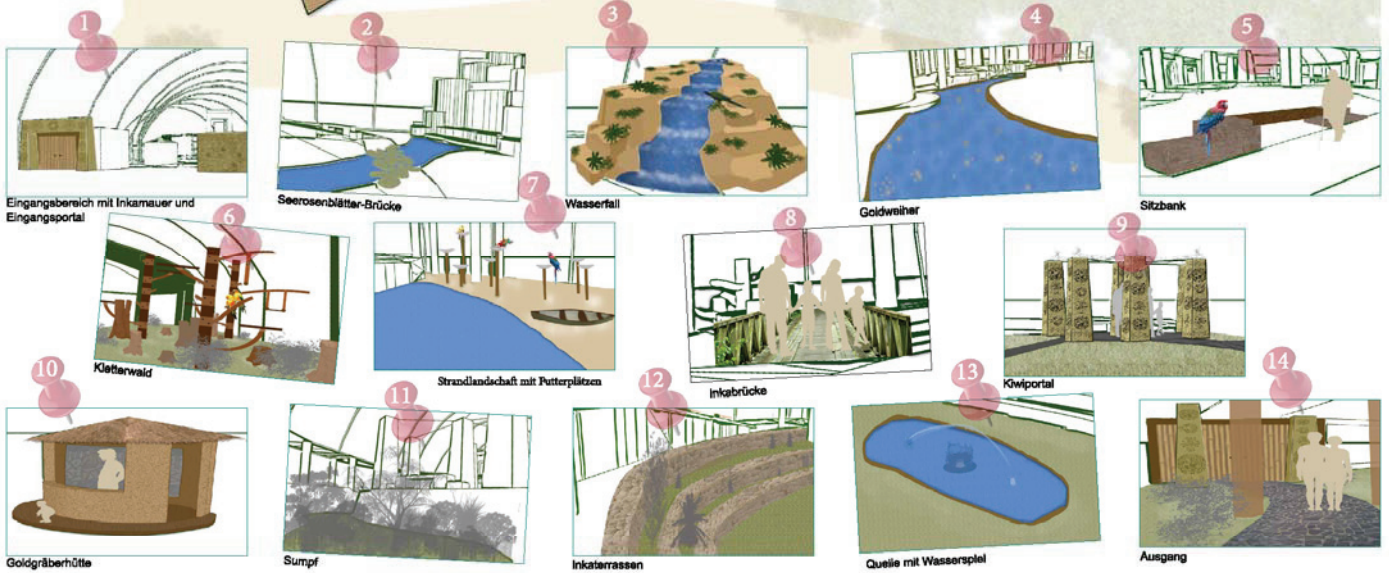 1
2
3
4
5
Eingangsbereich mit Inkamauer und
Eingangsportal
Seerosenblätter-Brücke
Wasserfall
Goldweiher
Sitzbank
6
7
8
9
Kletterwald
Strandlandschaft mit Futterplätzen
Inkabrücke
Kiwiportal
10
11
12
13
14
Goldgräberhütte
Sumpf
Inkaterrassen
Quelle mit Wasserspiel
Ausgang